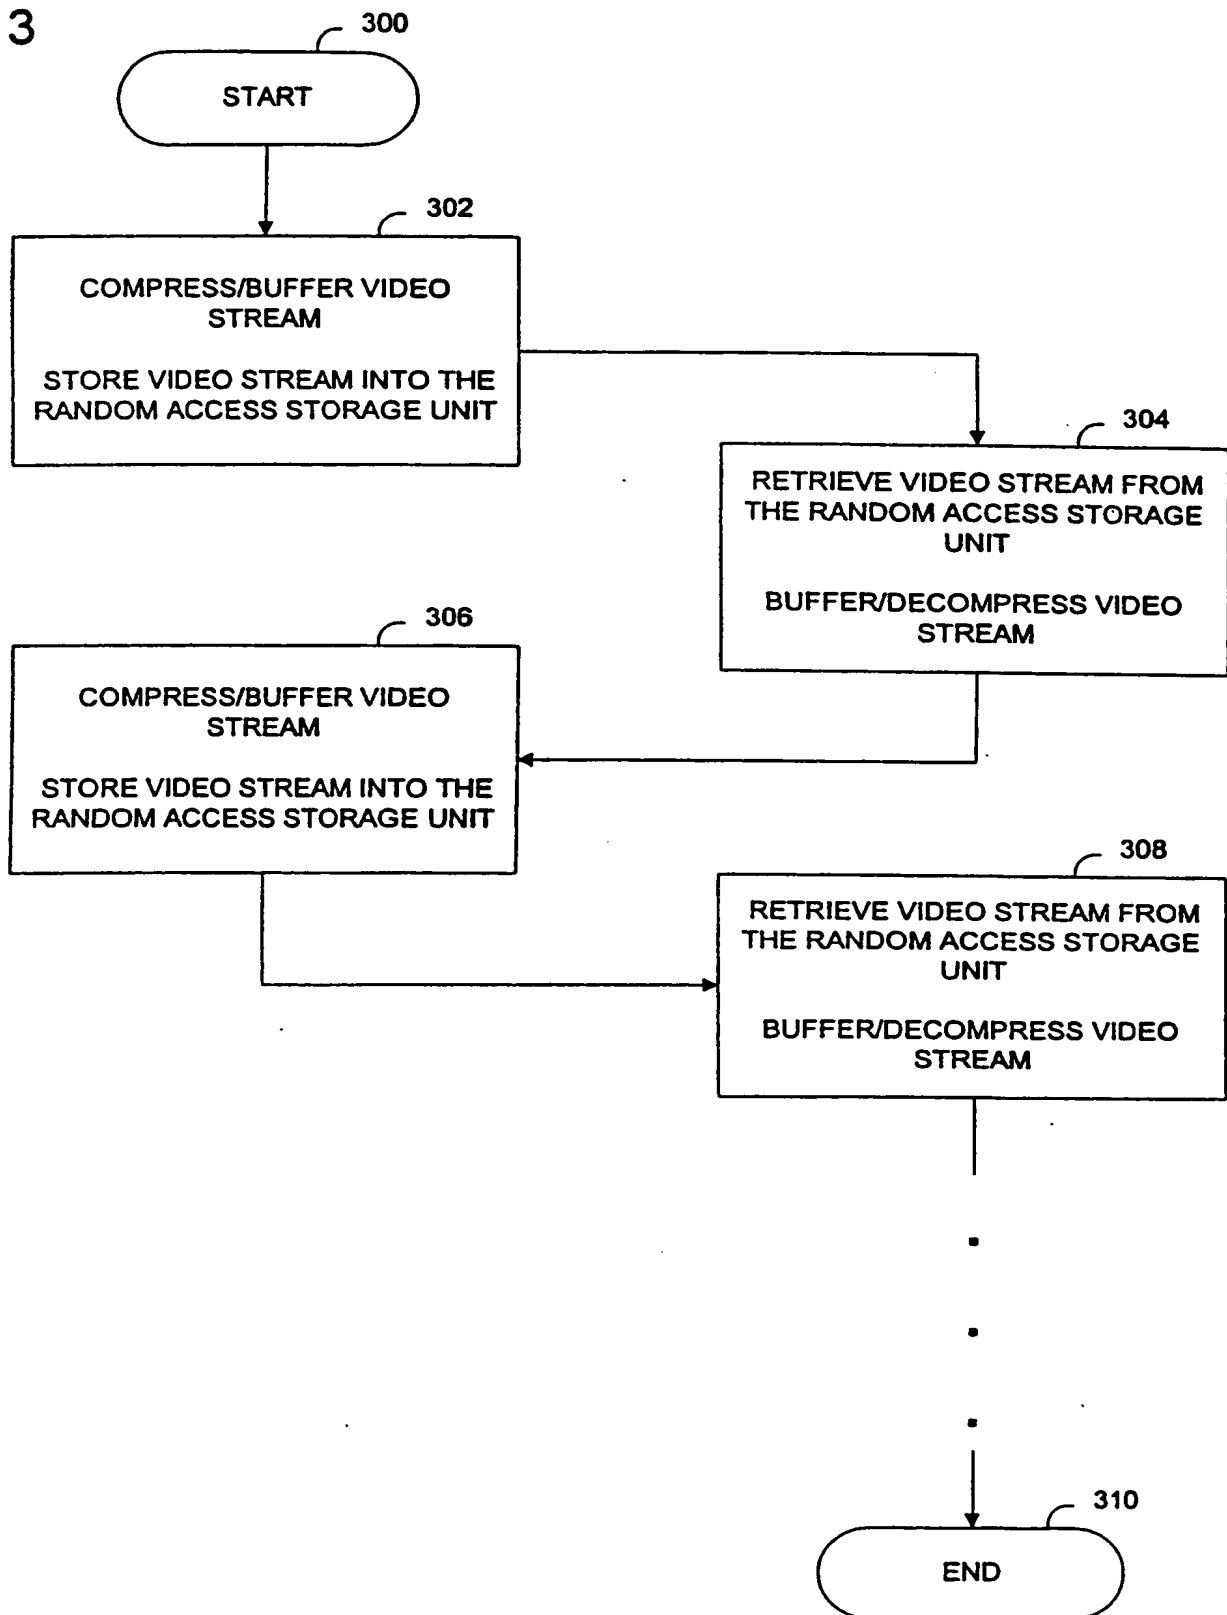 3
300
START
302
COMPRESS/BUFFER VIDEO
STREAM
STORE VIDEO STREAM INTO THE
RANDOM ACCESS STORAGE UNIT
304
RETRIEVE VIDEO STREAM FROM
THE RANDOM ACCESS STORAGE
UNIT
BUFFER/DECOMPRESS VIDEO
STREAM
306
COMPRESS/BUFFER VIDEO
STREAM
STORE VIDEO STREAM INTO THE
RANDOM ACCESS STORAGE UNIT
308
RETRIEVE VIDEO STREAM FROM
THE RANDOM ACCESS STORAGE
UNIT
BUFFER/DECOMPRESS VIDEO
STREAM
310
END